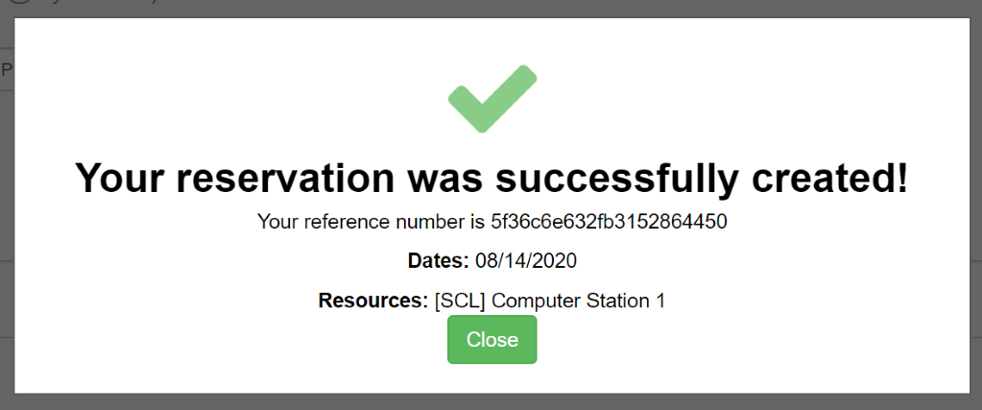 P
Your reservation was successfully created!
Your reference number is 5f36c6e632fb3152864450
Dates: 08/14/2020
Resources: [SCL] Computer Station 1
Close